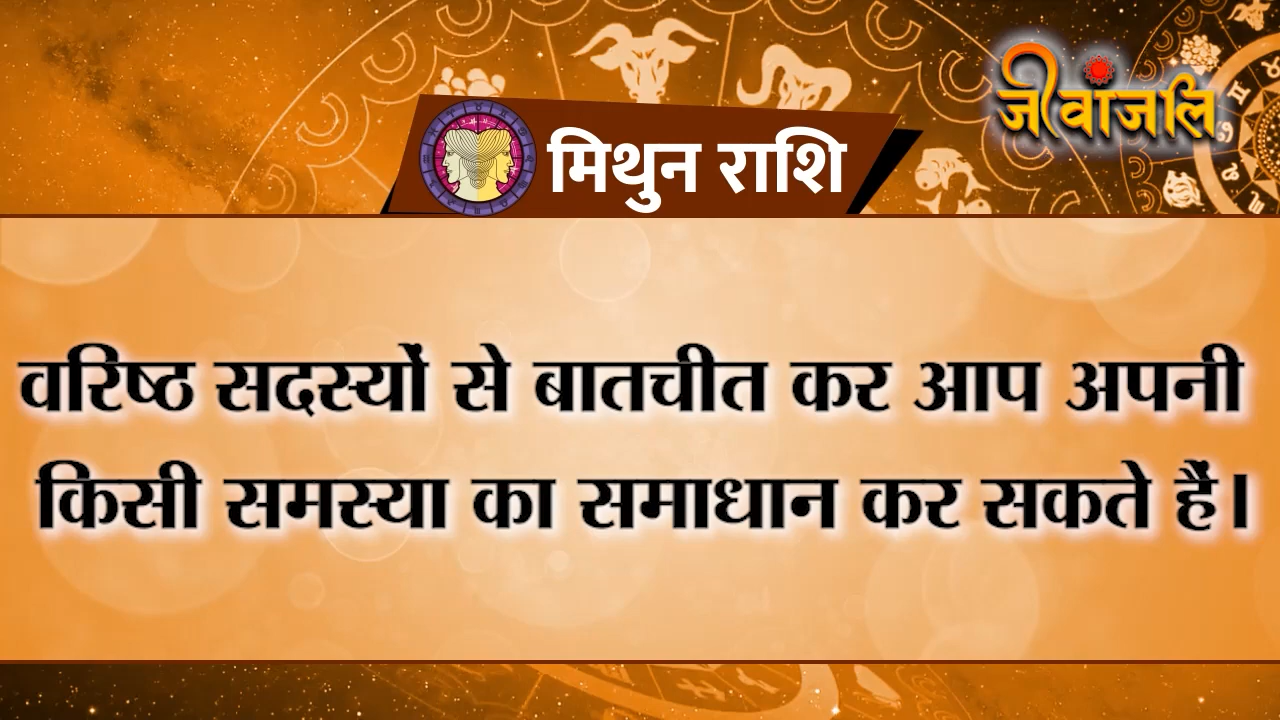 जीवांजलि
मिथुन राशि
वरिष्ठ सदस्यों से बातचीत कर आप अपनी
किसी समस्या का समाधान कर सकते हैं।